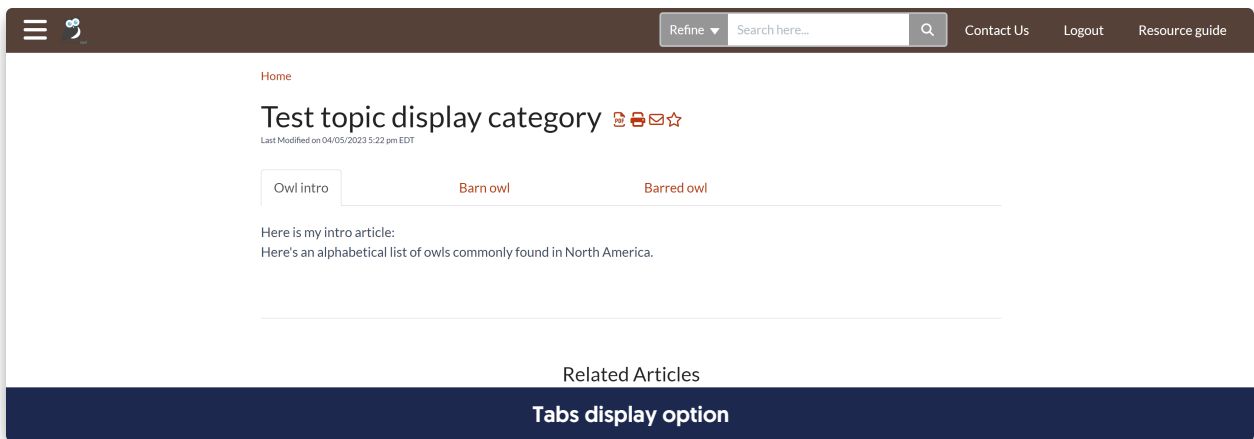 Refine Search here... Contact Us Logout Resource guide
Home
Test topic display category PDF
Last Modified on 04/05/2023 5:22 pm EDT
Owl intro Barn owl Barred owl
Here is my intro article:
Here's an alphabetical list of owls commonly found in North America.
Related Articles
Tabs display option